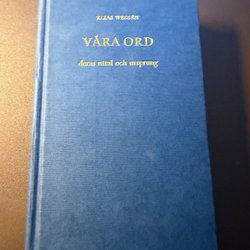 ELIAS WESSÉN
VÅRA ORD
deras uttal och ursprung